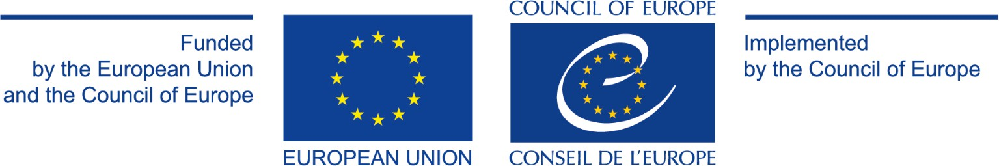 Funded
by the European Union
and the Council of Europe
EUROPEAN UNION
COUNCIL OF EUROPE
CONSEIL DE L'EUROPE
Implemented
by the Council of Europe